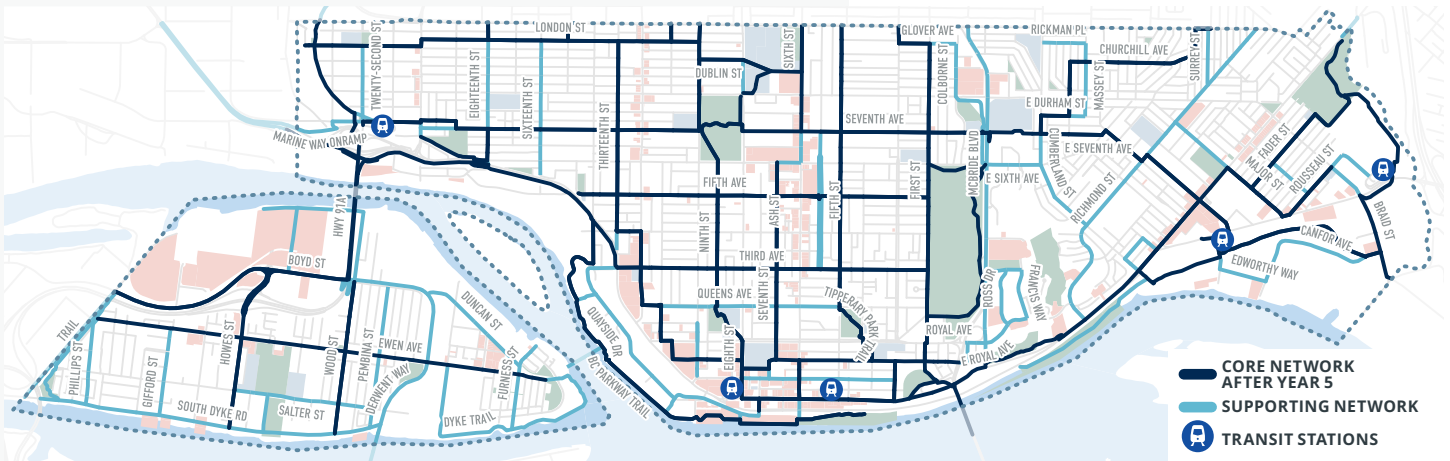 LONDON ST
GLOVER AVE
RICKMAN PL
TWENTY-SECOND ST
SIXTH ST
SURREY ST
CHURCHILL AVE
EIGHTEENTH ST
SIXTEENTH ST
THIRTEENTH ST
DUBLIN ST
COLBORNE ST
MASSEY ST
E DURHAM ST
SEVENTH AVE
MARINE WAY ONRAMP
MCBRIDE BLVD
CUMBERLAND ST
E SEVENTH AVE
FADER ST
MAJOR ST
ROUSSEAU ST
FIFTH AVE
FIRST ST
E SIXTH AVE
RICHMOND ST
HWY 91A
NINTH ST
ASH ST
FIFTH ST
BRAID ST
CANFOR AVE
BOYD ST
THIRD AVE
EDWORTHY WAY
ROSS DR
FRANCIS WAY
QUEENS AVE
SEVENTH ST
TIPPERARY PARK TRAIL
DUNCAN ST
QUAYSIDE DR
TRAIL
HOWES ST
EWEN AVE
ROYAL AVE
E ROYAL AVE
EIGHTH ST
PHILLIPS ST
GIFFORD ST
WOOD ST
PEMBINA ST
DERWENT WAY
FURNESS ST
BC PARKWAY TRAIL
SOUTH DYKE RD
SALTER ST
DYKE TRAIL
CORE NETWORK
AFTER YEAR 5
SUPPORTING NETWORK
TRANSIT STATIONS